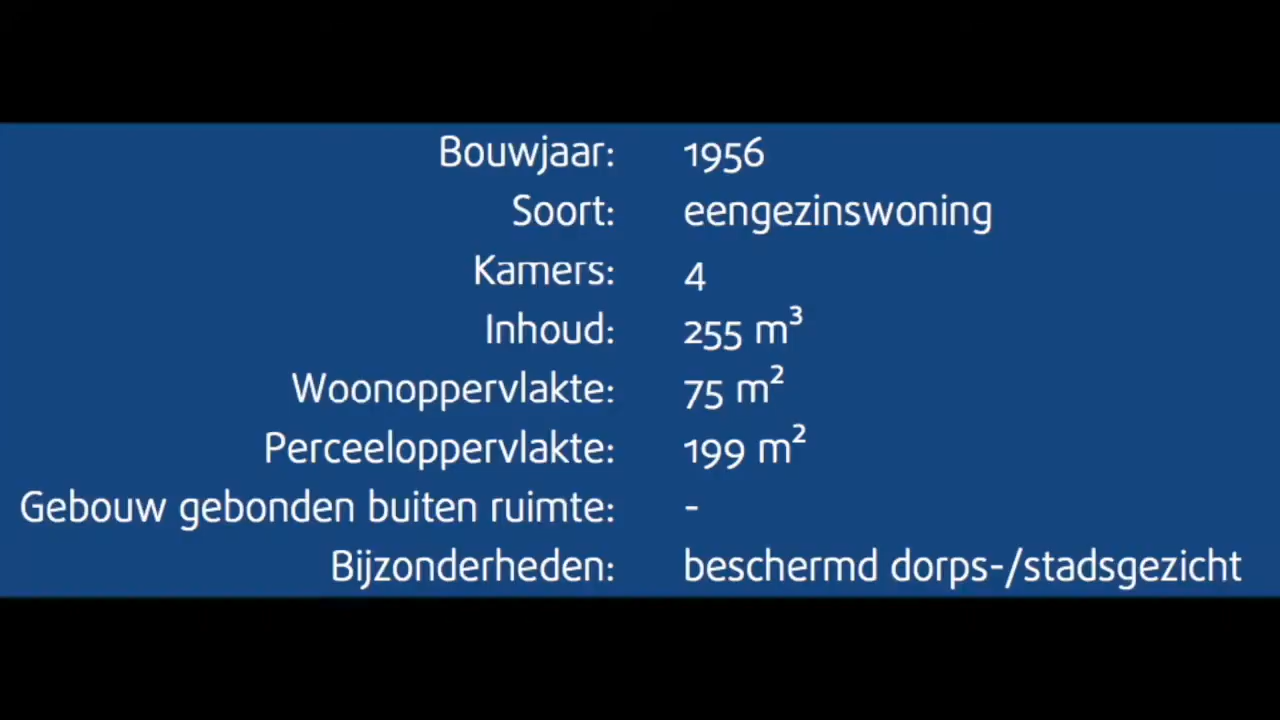 Bouwjaar: 1956
Soort: eengezinswoning
Kamers: 4
Inhoud: 255 m³
Woonoppervlakte: 75 m²
Perceeloppervlakte: 199 m²
Gebouw gebonden buiten ruimte: -
Bijzonderheden: beschermd dorps-/stadsgezicht